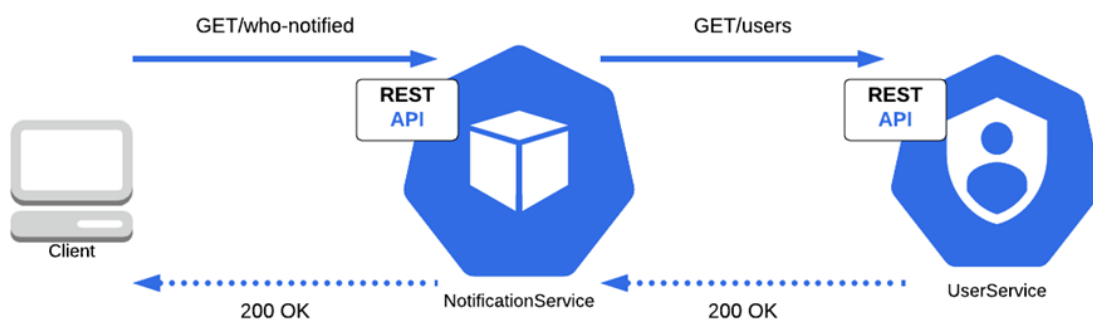 GET/who-notified
GET/users
REST
API
REST
API
Client
200 OK
NotificationService
200 OK
UserService